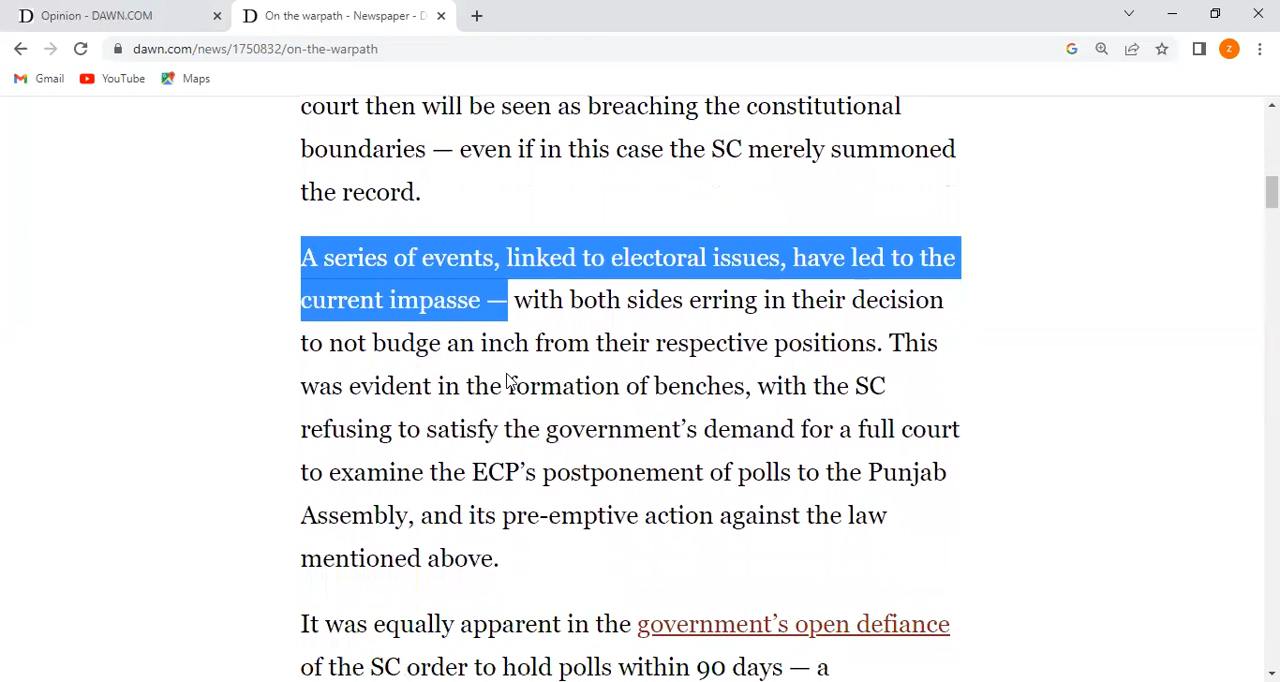 Opinion - DAWN.COM
On the warpath - Newspaper - D
dawn.com/news/1750832/on-the-warpath
Z
Gmail
YouTube
Maps
court then will be seen as breaching the constitutional
boundaries — even if in this case the SC merely summoned
the record.
A series of events, linked to electoral issues, have led to the
current impasse — with both sides erring in their decision
to not budge an inch from their respective positions. This
was evident in the formation of benches, with the SC
refusing to satisfy the government’s demand for a full court
to examine the ECP’s postponement of polls to the Punjab
Assembly, and its pre-emptive action against the law
mentioned above.
It was equally apparent in the government’s open defiance
of the SC order to hold polls within 90 days — a